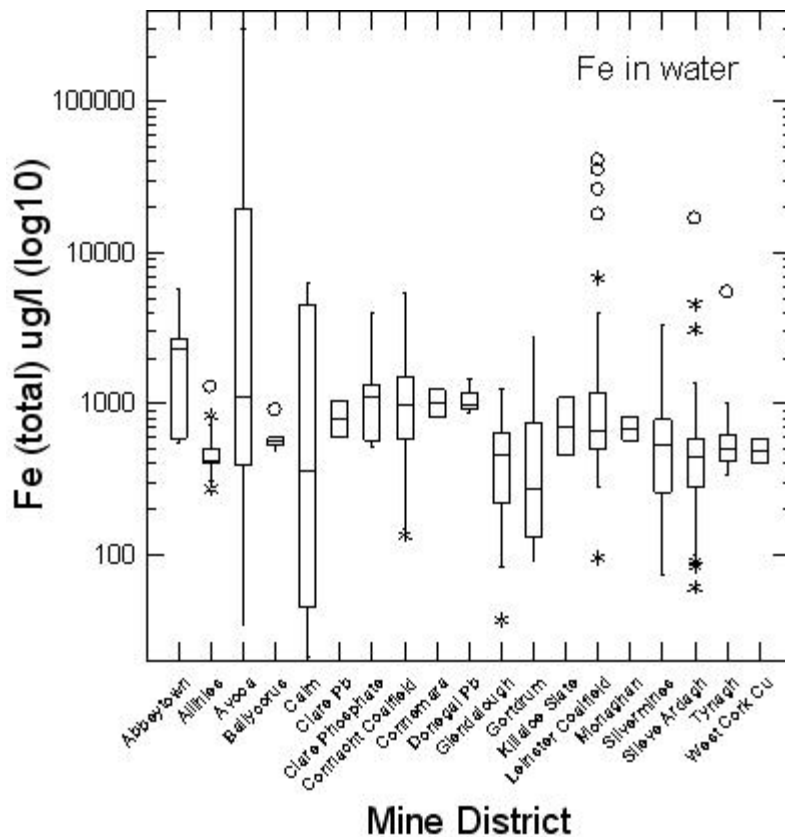 Fe in water
Fe (total) ug/l (log10)
100000
10000
1000
100
Abbeytown
Allihies
Avoca
Ballycorus
Caim
Clare Pb
Clare Phosphate
Connacht Coalfield
Connemara
Donegal Pb
Glendalough
Gortdrum
Killaloe Slate
Leinster Coalfield
Monaghan
Silvermines
Slieve Ardagh
Tynagh
West Cork Cu
Mine District